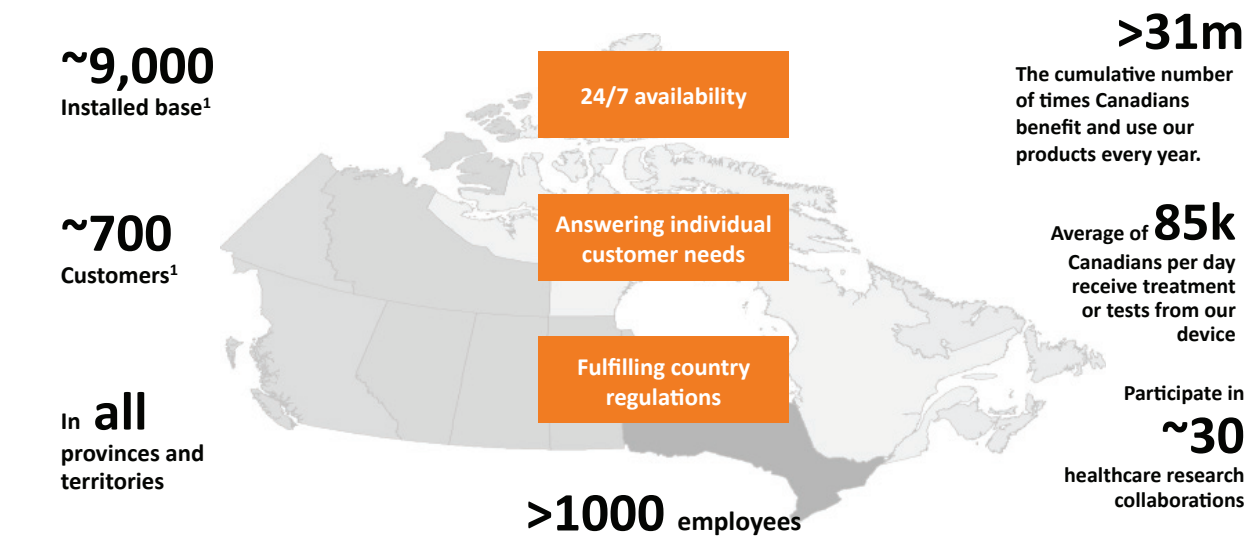 ~9,000
Installed base¹
~700
Customers¹
In all
provinces and
territories
24/7 availability
Answering individual
customer needs
Fulfilling country
regulations
>1000 employees
>31m
The cumulative number
of times Canadians
benefit and use our
products every year.
Average of 85k
Canadians per day
receive treatment
or tests from our
device
Participate in
~30
healthcare research
collaborations